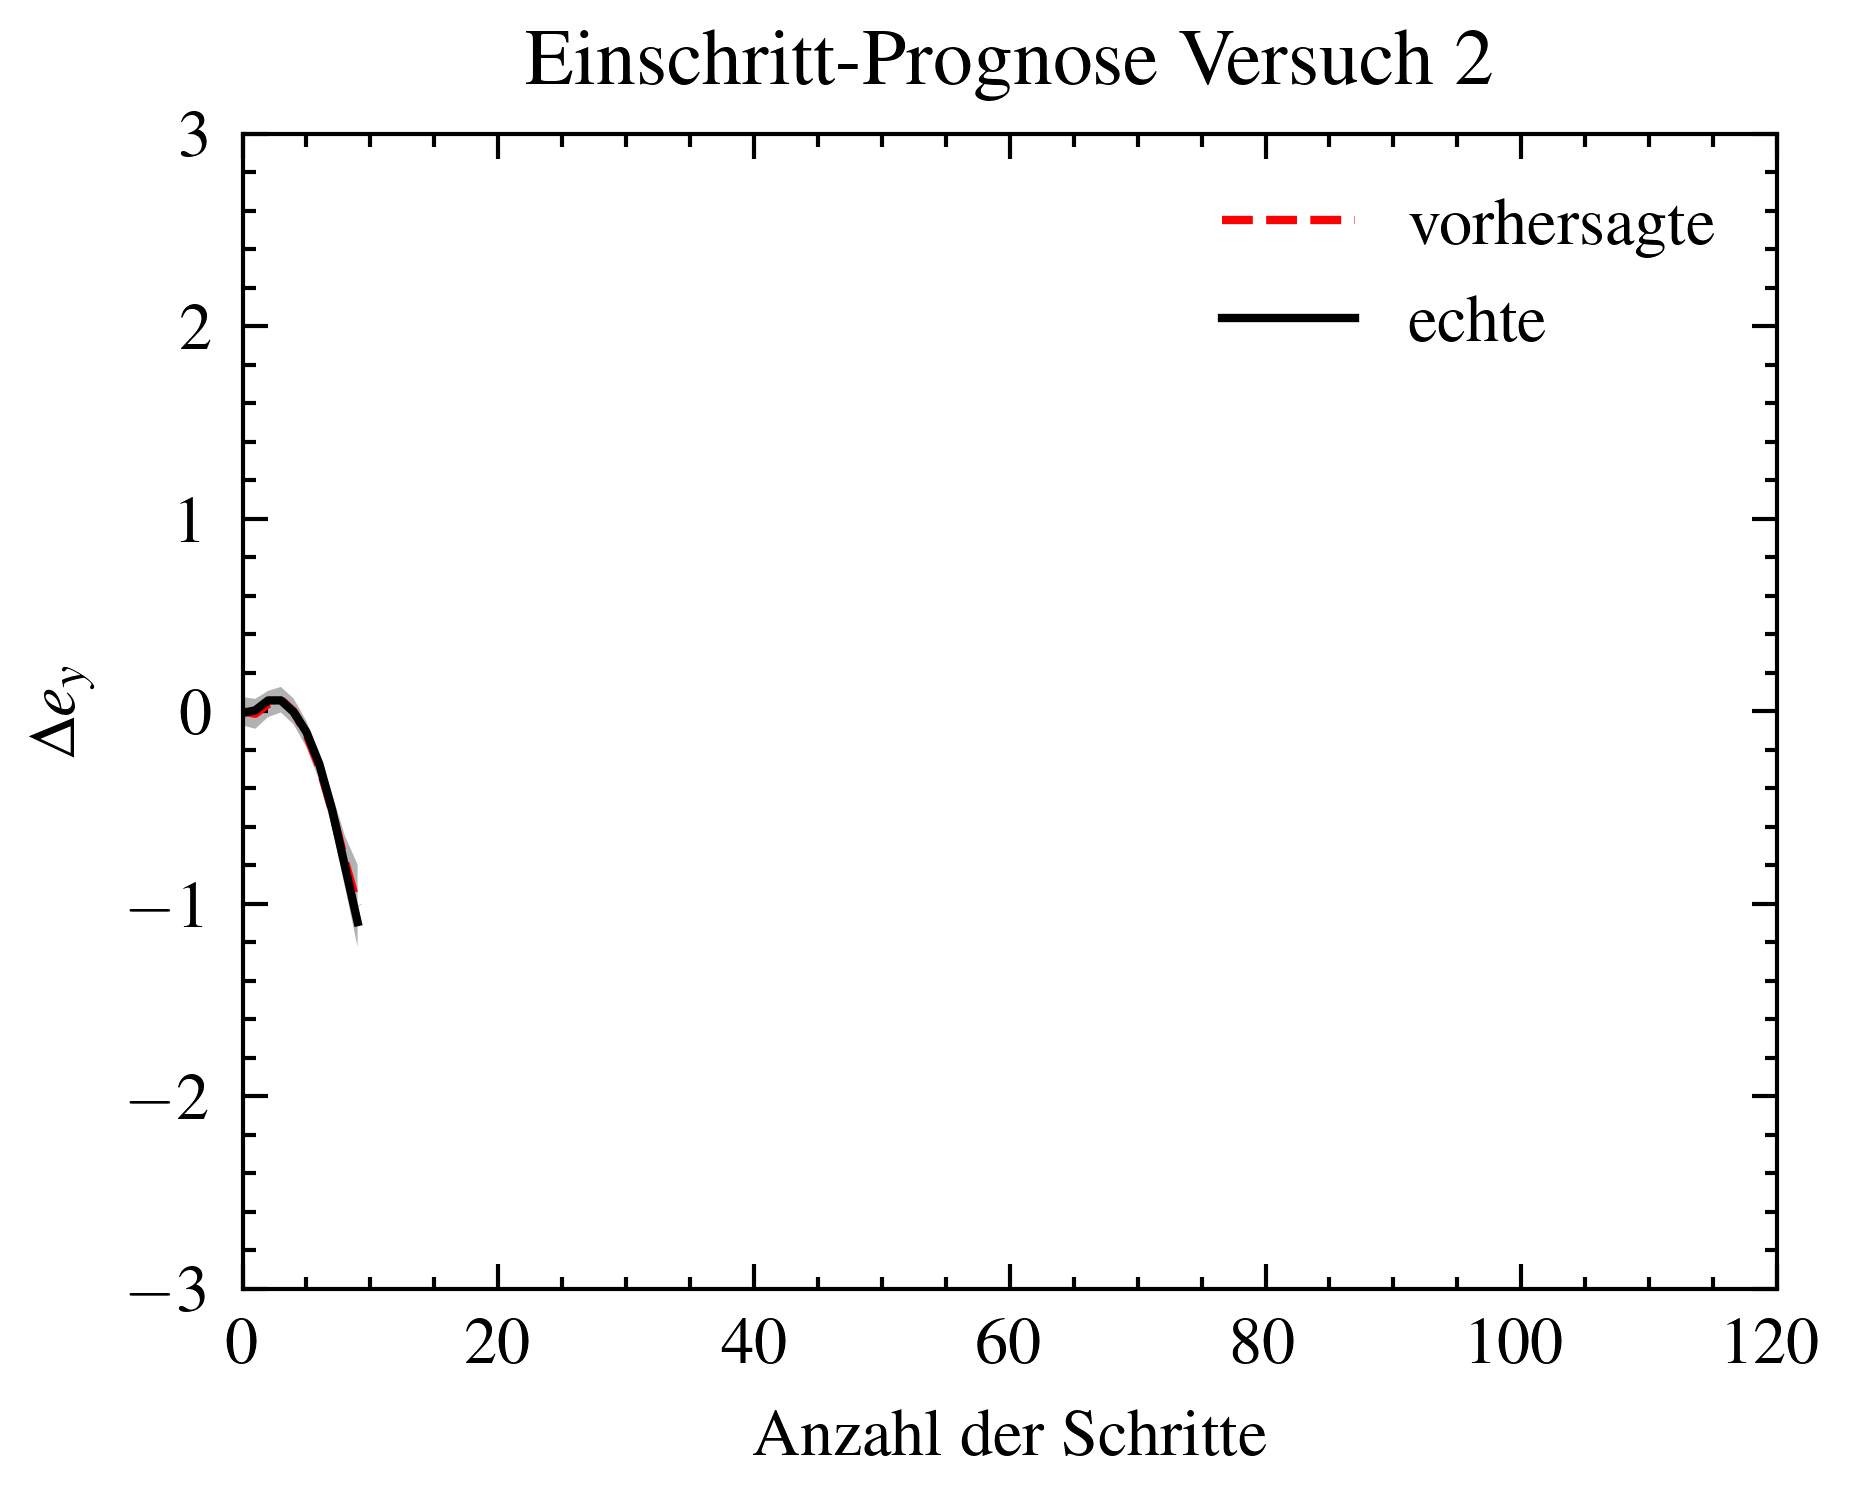 Einschritt-Prognose Versuch 2
3
2
1
0
−1
−2
−3
Δe_y
vorhersagte
echte
0 20 40 60 80 100 120
Anzahl der Schritte